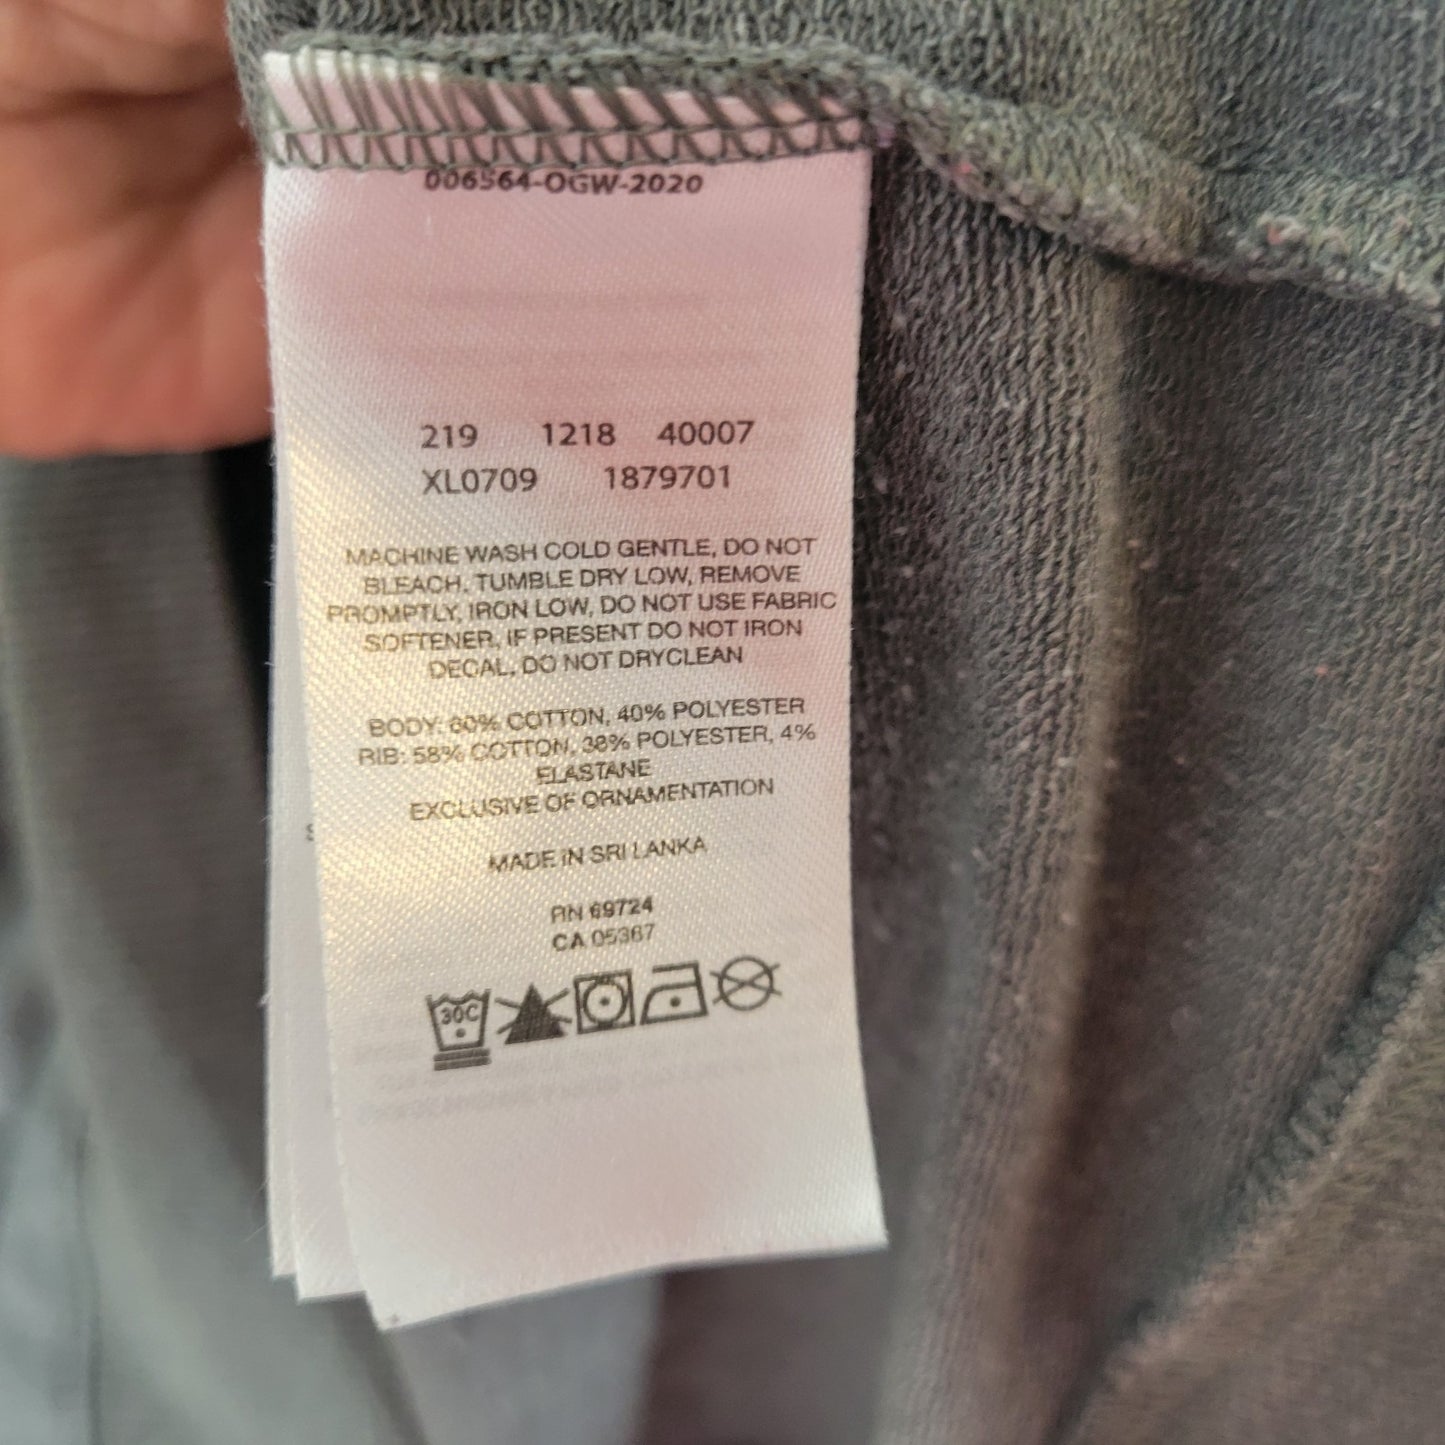 006564-OGW-2020
219 1218 40007
XL0709 1879701
MACHINE WASH COLD GENTLE, DO NOT
BLEACH, TUMBLE DRY LOW, REMOVE
PROMPTLY, IRON LOW, DO NOT USE FABRIC
SOFTENER, IF PRESENT DO NOT IRON
DECAL, DO NOT DRYCLEAN
BODY: 60% COTTON, 40% POLYESTER
RIB: 58% COTTON, 38% POLYESTER, 4%
ELASTANE
EXCLUSIVE OF ORNAMENTATION
MADE IN SRI LANKA
RN 69724
CA 05367
30C